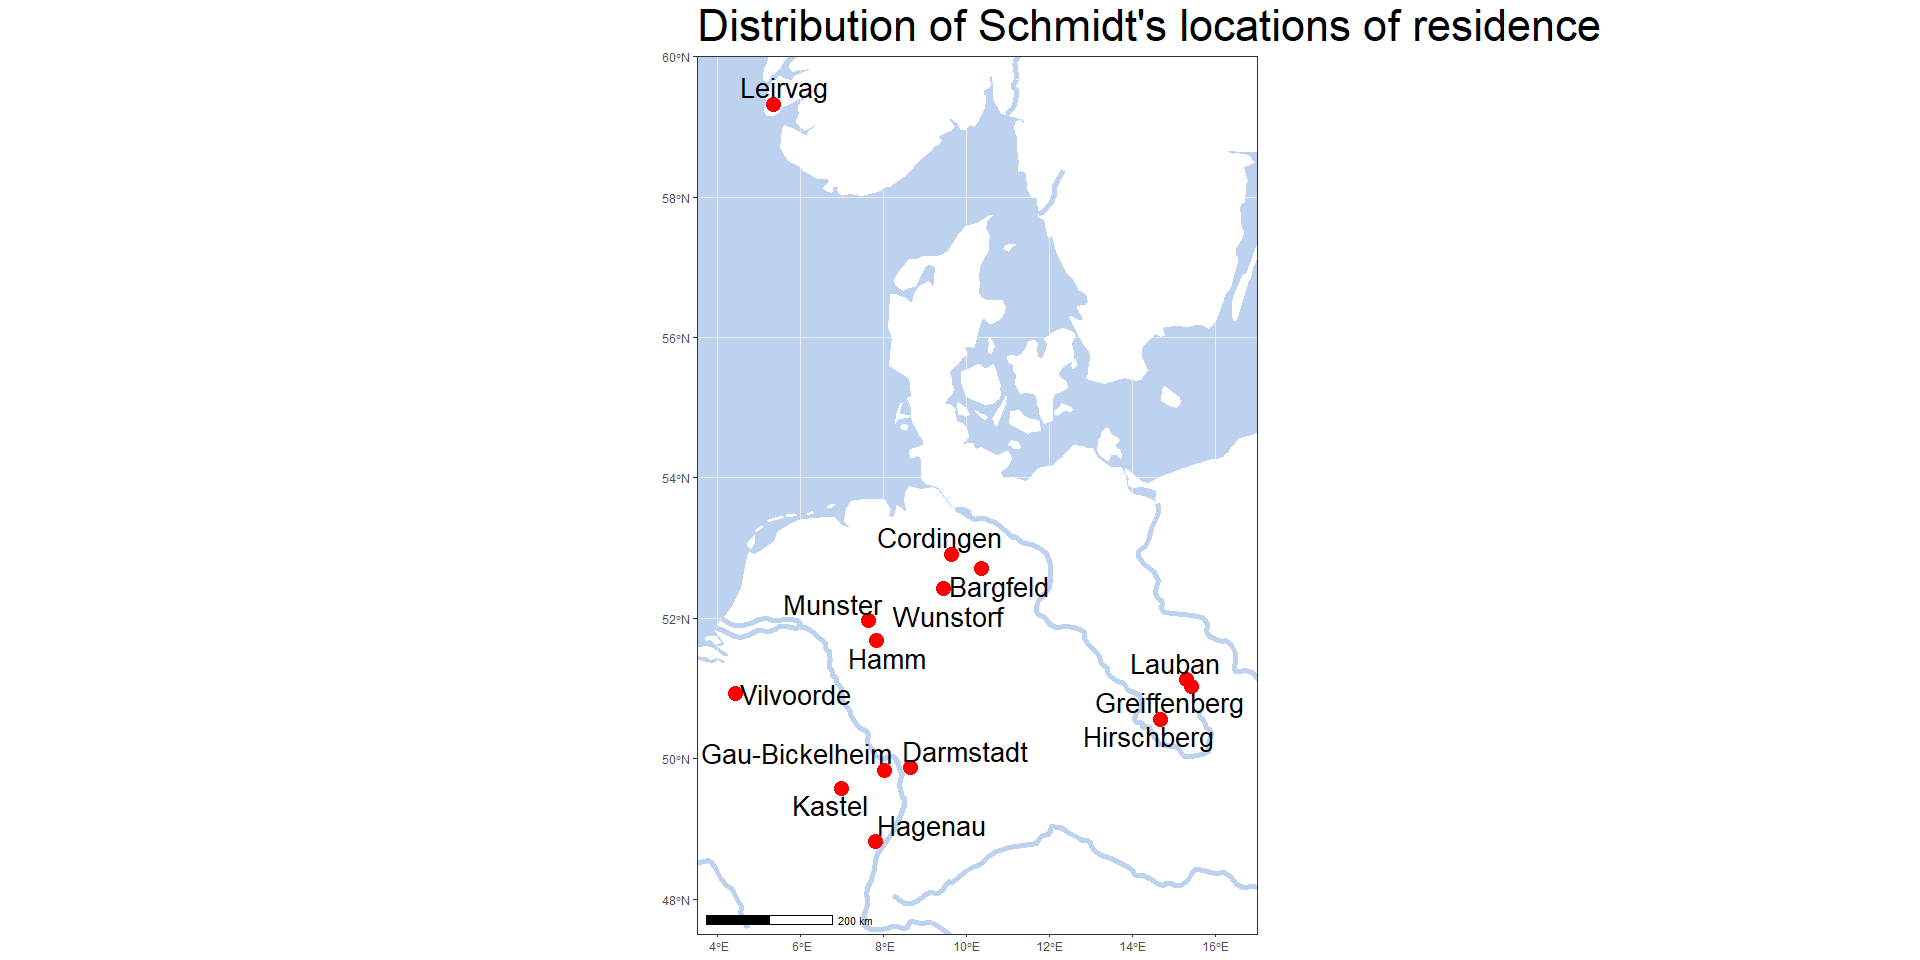 Distribution of Schmidt's locations of residence
60°N
Leirvag
58°N
56°N
54°N
Cordingen
Bargfeld
Munster
Wunstorf
52°N
Hamm
Lauban
Vilvoorde
Greiffenberg
Hirschberg
Gau-Bickelheim
Darmstadt
50°N
Kastel
Hagenau
48°N
200 km
4°E
6°E
8°E
10°E
12°E
14°E
16°E